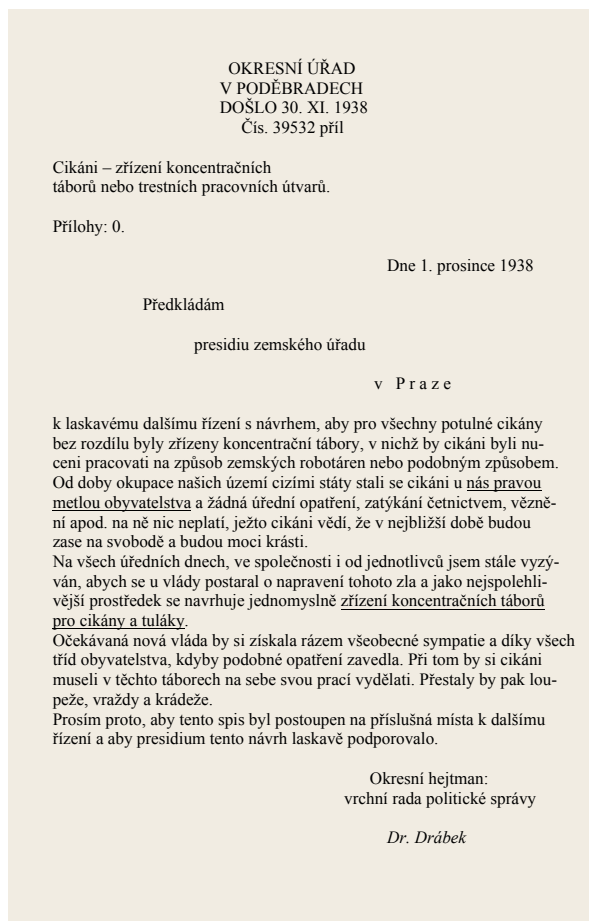 OKRESNÍ ÚŘAD
V PODĚBRADECH
DOŠLO 30. XI. 1938
Čís. 39532 příl
Cikáni – zřízení koncentračních
táborů nebo trestních pracovních útvarů.
Přílohy: 0.
Dne 1. prosince 1938
Předkládám
presidiu zemského úřadu
v Praze
k laskavému dalšímu řízení s návrhem, aby pro všechny potulné cikány
bez rozdílu byly zřízeny koncentrační tábory, v nichž by cikáni byli nu-
ceni pracovati na způsob zemských robotáren nebo podobným způsobem.
Od doby okupace našich území cizími státy stali se cikáni u nás pravou
metlou obyvatelstva a žádná úřední opatření, zatýkání četnictvem, vězně-
ní apod. na ně nic neplatí, ježto cikáni vědí, že v nejbližší době budou
zase na svobodě a budou moci krásti.
Na všech úředních dnech, ve společnosti i od jednotlivců jsem stále vyzý-
ván, abych se u vlády postaral o napravení tohoto zla a jako nejspolehli-
vější prostředek se navrhuje jednomyslně zřízení koncentračních táborů
pro cikány a tuláky.
Očekávaná nová vláda by si získala rázem všeobecné sympatie a díky všech
tříd obyvatelstva, kdyby podobné opatření zavedla. Při tom by si cikáni
museli v těchto táborech na sebe svou prací vydělati. Přestaly by pak lou-
peže, vraždy a krádeže.
Prosím proto, aby tento spis byl postoupen na příslušná místa k dalšímu
řízení a aby presidium tento návrh laskavě podporovalo.
Okresní hejtman:
vrchní rada politické správy
Dr. Drábek